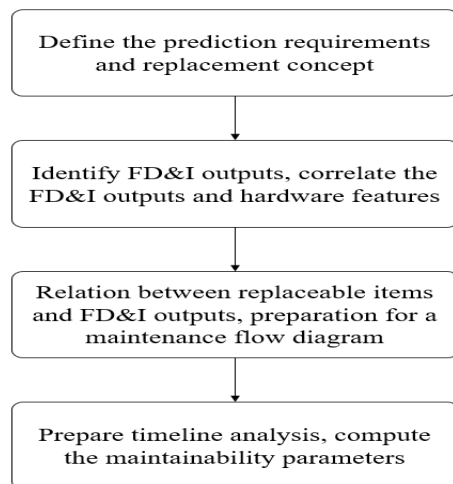 Define the prediction requirements
and replacement concept
Identify FD&I outputs, correlate the
FD&I outputs and hardware features
Relation between replaceable items
and FD&I outputs, preparation for a
maintenance flow diagram
Prepare timeline analysis, compute
the maintainability parameters